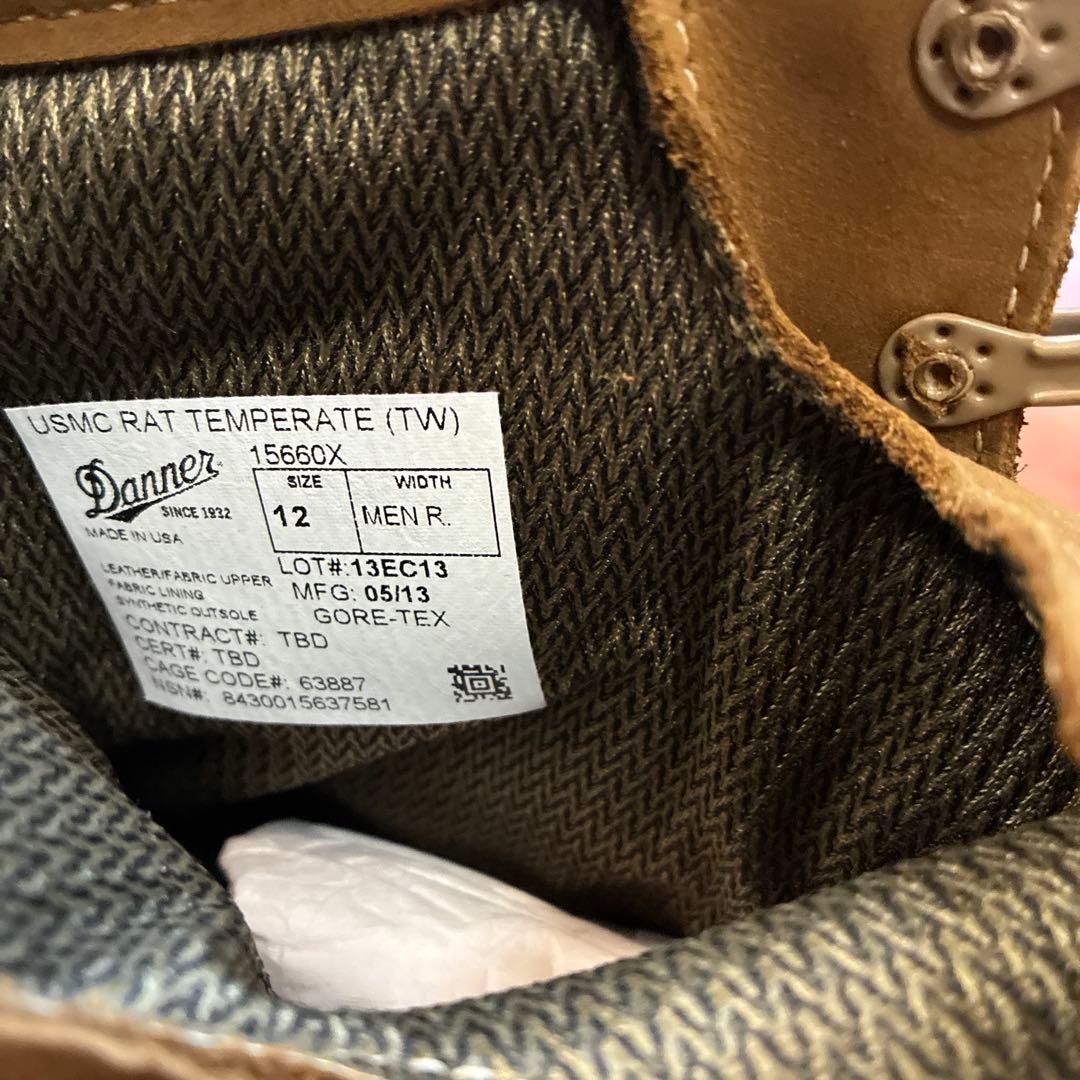 USMC RAT TEMPERATE (TW)
15660X
Danner
SINCE 1932
MADE IN USA
SIZE WIDTH
12 MEN R.
LOT#:13EC13
MFG: 05/13
GORE-TEX
LEATHER/FABRIC UPPER
FABRIC LINING
SYNTHETIC OUTSOLE
CONTRACT#: TBD
CERT#: TBD
CAGE CODE#: 63887
NSN#: 8430015637581